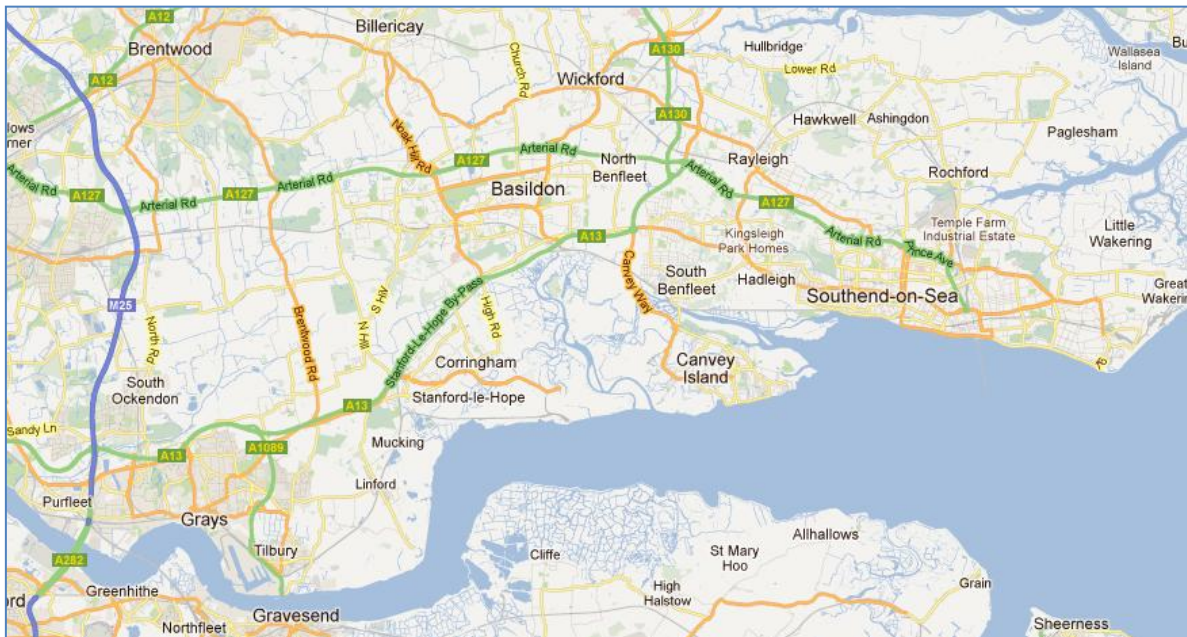 A12
Billericay
Brentwood
A130
Hullbridge
Wallasea
Island
Church Rd
Wickford
Lower Rd
A12
A130
Noak Hill Rd
Hawkwell
Ashingdon
Paglesham
Arterial Rd
A127
Arterial Rd
A127
Arterial Rd
A127
Arterial Rd
North
Benfleet
Rayleigh
Arterial Rd
Rochford
Basildon
A127
Temple Farm
Industrial Estate
Little
Wakering
A13
Kingsleigh
Park Homes
Arterial Rd
Canvey Way
South
Benfleet
Hadleigh
Southend-on-Sea
Great
M25
North Rd
S HW
N Hill
Brentwood Rd
Stanford-Le-Hope By-Pass
High Rd
Corringham
Canvey
Island
South
Ockendon
Stanford-le-Hope
A13
Sandy Ln
A13
A1089
Mucking
Linford
Purfleet
Grays
Tilbury
Cliffe
St Mary
Hoo
Allhallows
A282
Greenhithe
High
Halstow
Grain
Gravesend
Northfleet
Sheerness